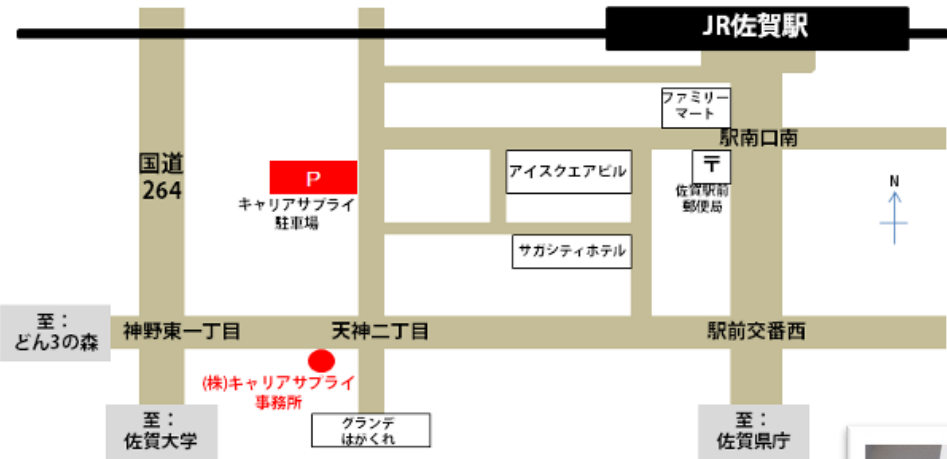 JR佐賀駅
ファミリー
マート
駅南口南
国道
264
P
キャリアサプライ
駐車場
アイスクエアビル
〒
佐賀駅前
郵便局
N
サガシティホテル
至：
どん3の森
神野東一丁目
天神二丁目
駅前交番西
(株)キャリアサプライ
事務所
至：
佐賀大学
グランデ
はがくれ
至：
佐賀県庁